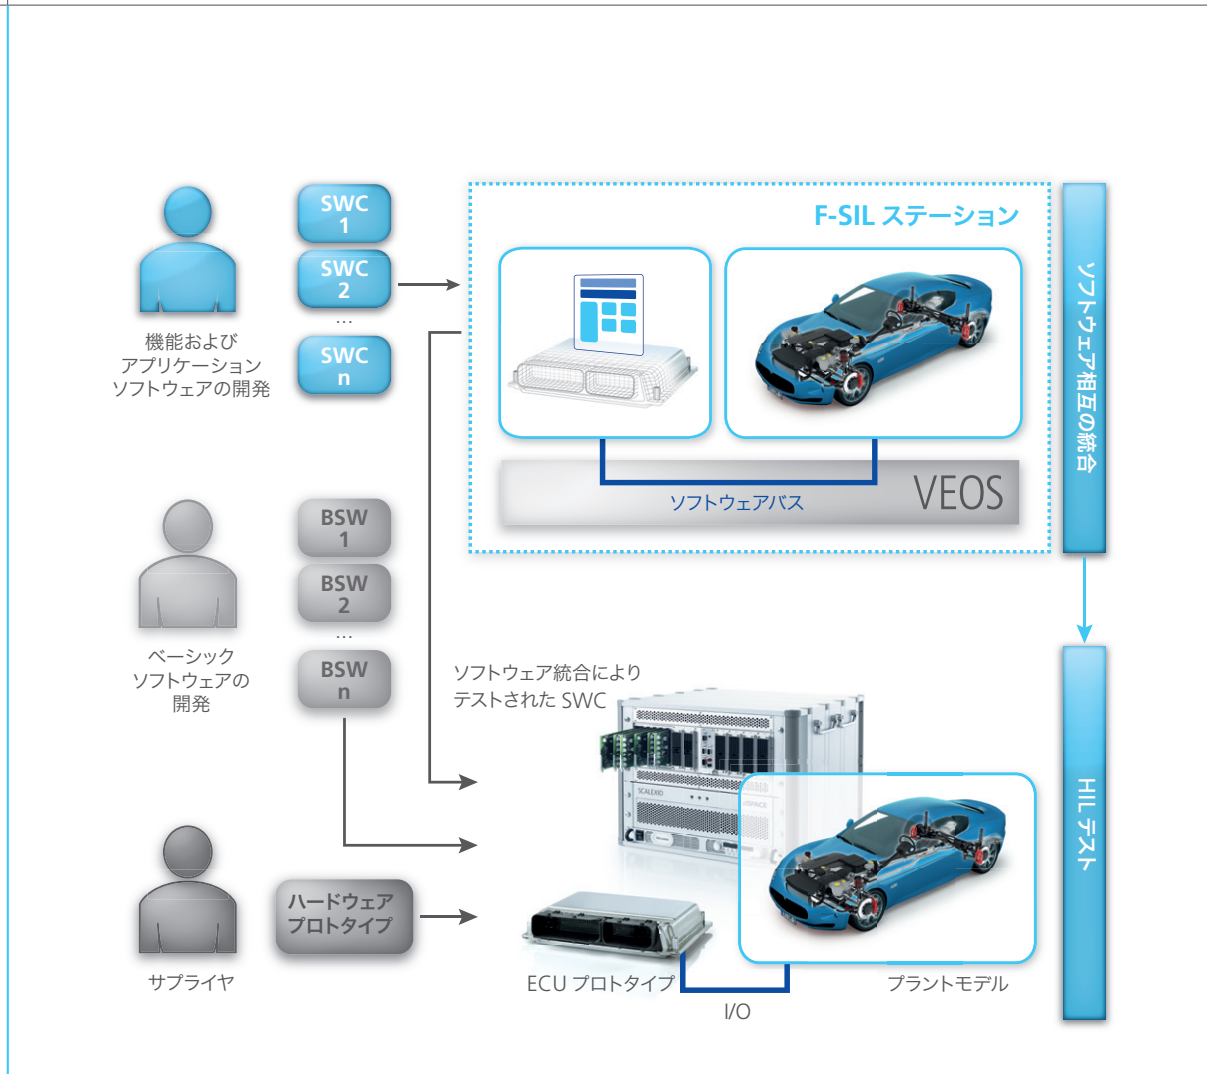 SWC
1
SWC
2
...
SWC
n
機能および
アプリケーション
ソフトウェアの開発
F-SIL ステーション
ソフトウェアバス
VEOS
ソフトウェア相互の統合
BSW
1
BSW
2
...
BSW
n
ベーシック
ソフトウェアの
開発
ソフトウェア統合により
テストされた SWC
SCALEXIO
dSPACE
HIL テスト
ハードウェア
プロトタイプ
サプライヤ
ECU プロトタイプ
I/O
プラントモデル